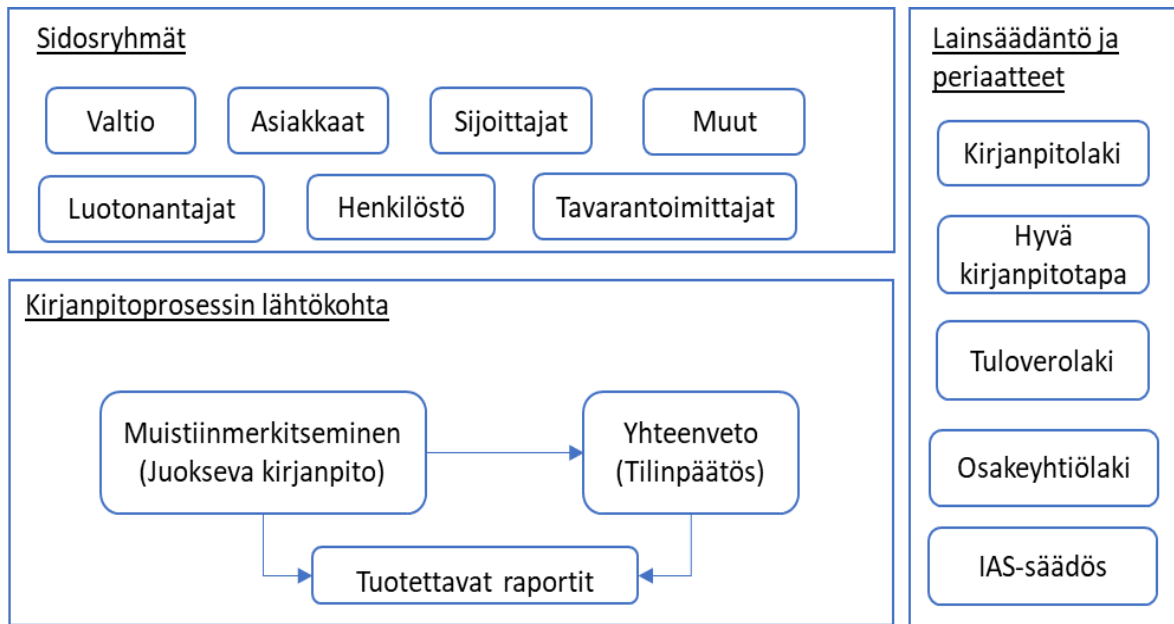 Sidosryhmät
Valtio
Asiakkaat
Sijoittajat
Muut
Luotonantajat
Henkilöstö
Tavarantoimittajat
Kirjanpitoprosessin lähtökohta
Muistiinmerkitseminen
(Juokseva kirjanpito)
Yhteenveto
(Tilinpäätös)
Tuotettavat raportit
Lainsäädäntö ja
periaatteet
Kirjanpitolaki
Hyvä
kirjanpitotapa
Tuloverolaki
Osakeyhtiölaki
IAS-säädös